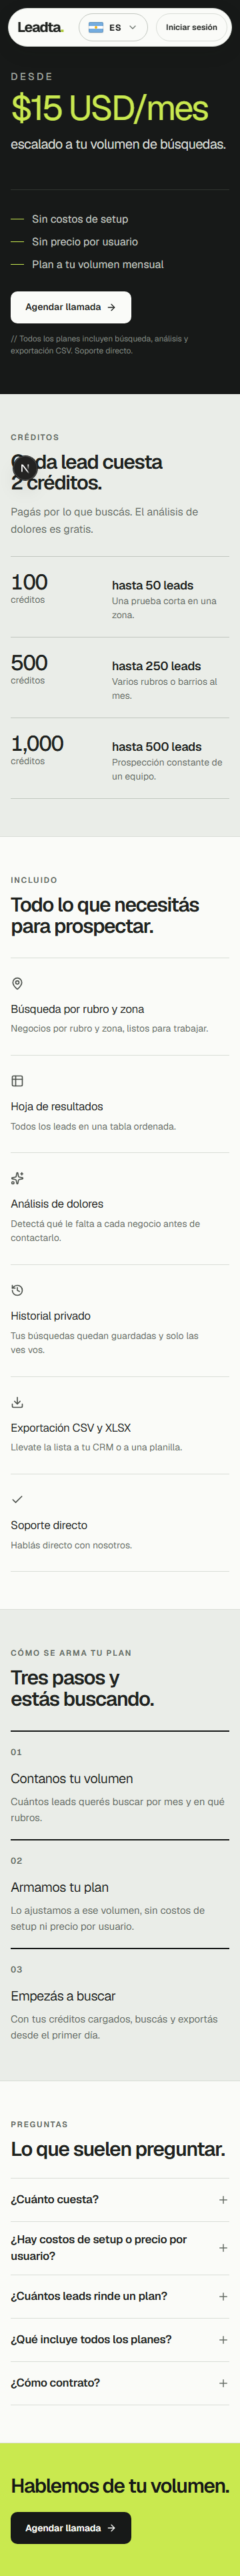 Leadta.
ES
Iniciar sesión
DESDE
$15 USD/mes
escalado a tu volumen de búsquedas.
Sin costos de setup
Sin precio por usuario
Plan a tu volumen mensual
Agendar llamada →
// Todos los planes incluyen búsqueda, análisis y
exportación CSV. Soporte directo.
CRÉDITOS
lead cuesta
N
2 créditos.
Pagás por lo que buscás. El análisis de
dolores es gratis.
100
créditos
hasta 50 leads
Una prueba corta en una
zona.
500
créditos
hasta 250 leads
Varios rubros o barrios al
mes.
1,000
créditos
hasta 500 leads
Prospección constante de
un equipo.
INCLUIDO
Todo lo que necesitás
para prospectar.
Búsqueda por rubro y zona
Negocios por rubro y zona, listos para trabajar.
Hoja de resultados
Todos los leads en una tabla ordenada.
Análisis de dolores
Detectá qué le falta a cada negocio antes de
contactarlo.
Historial privado
Tus búsquedas quedan guardadas y solo las
ves vos.
Exportación CSV y XLSX
Llevate la lista a tu CRM o a una planilla.
Soporte directo
Hablás directo con nosotros.
CÓMO SE ARMA TU PLAN
Tres pasos y
estás buscando.
01
Contanos tu volumen
Cuántos leads querés buscar por mes y en qué
rubros.
02
Armamos tu plan
Lo ajustamos a ese volumen, sin costos de
setup ni precio por usuario.
03
Empezás a buscar
Con tus créditos cargados, buscás y exportás
desde el primer día.
PREGUNTAS
Lo que suelen preguntar.
¿Cuánto cuesta? +
¿Hay costos de setup o precio por
usuario? +
¿Cuántos leads rinde un plan? +
¿Qué incluye todos los planes? +
¿Cómo contrato? +
Hablemos de tu volumen.
Agendar llamada →